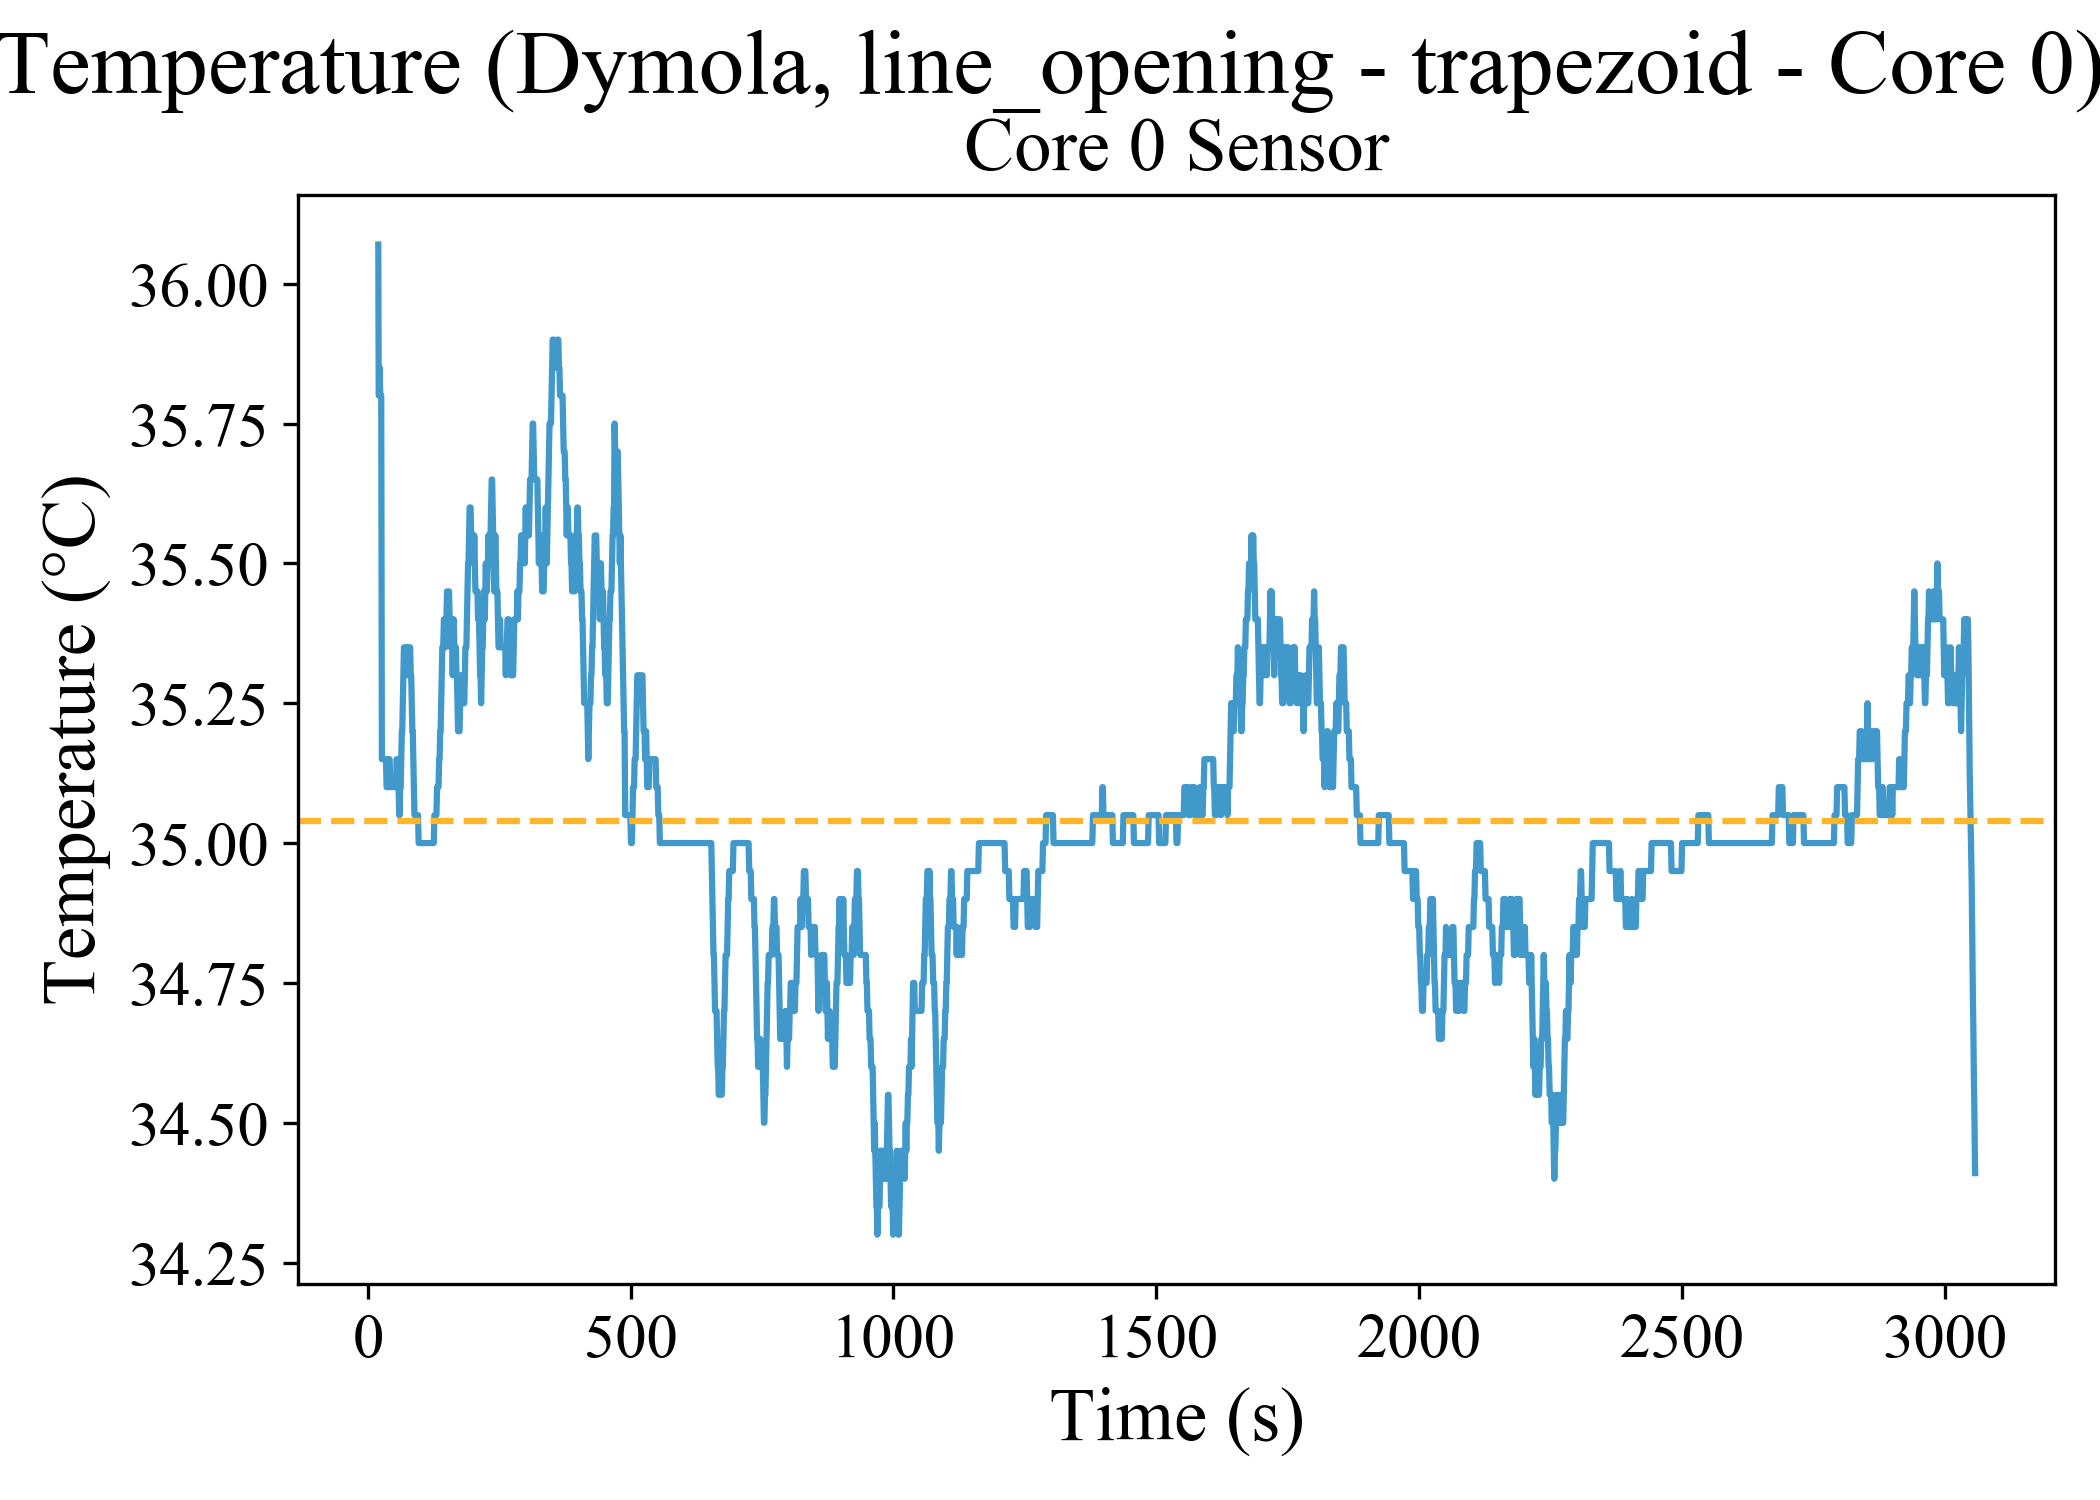 Temperature (Dymola, line_opening - trapezoid - Core 0)
Core 0 Sensor
Temperature (°C)
36.00
35.75
35.50
35.25
35.00
34.75
34.50
34.25
0 500 1000 1500 2000 2500 3000
Time (s)